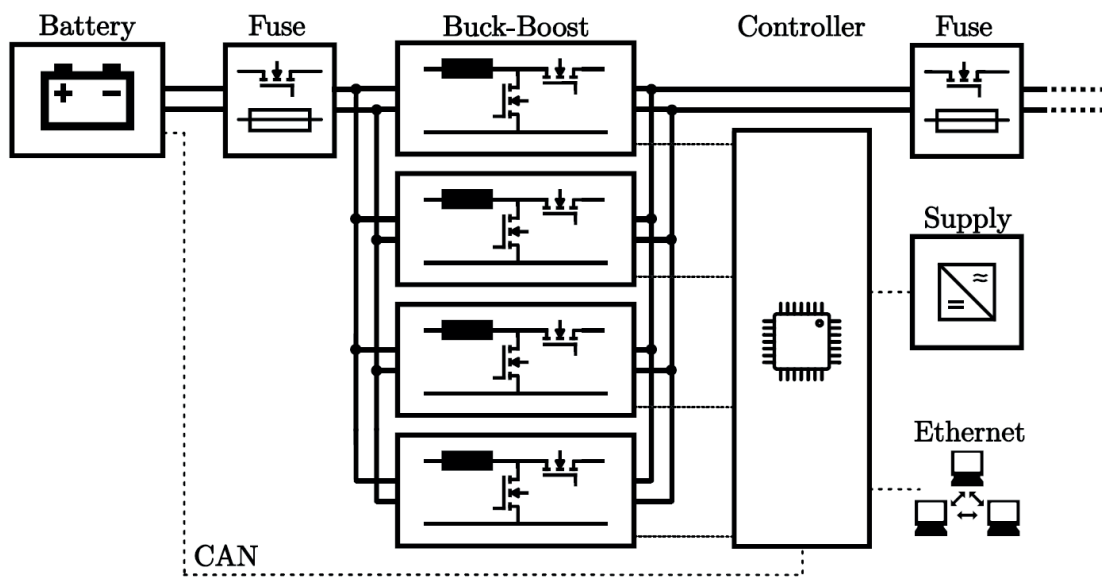 Battery
Fuse
Buck-Boost
Controller
Fuse
Supply
Ethernet
CAN